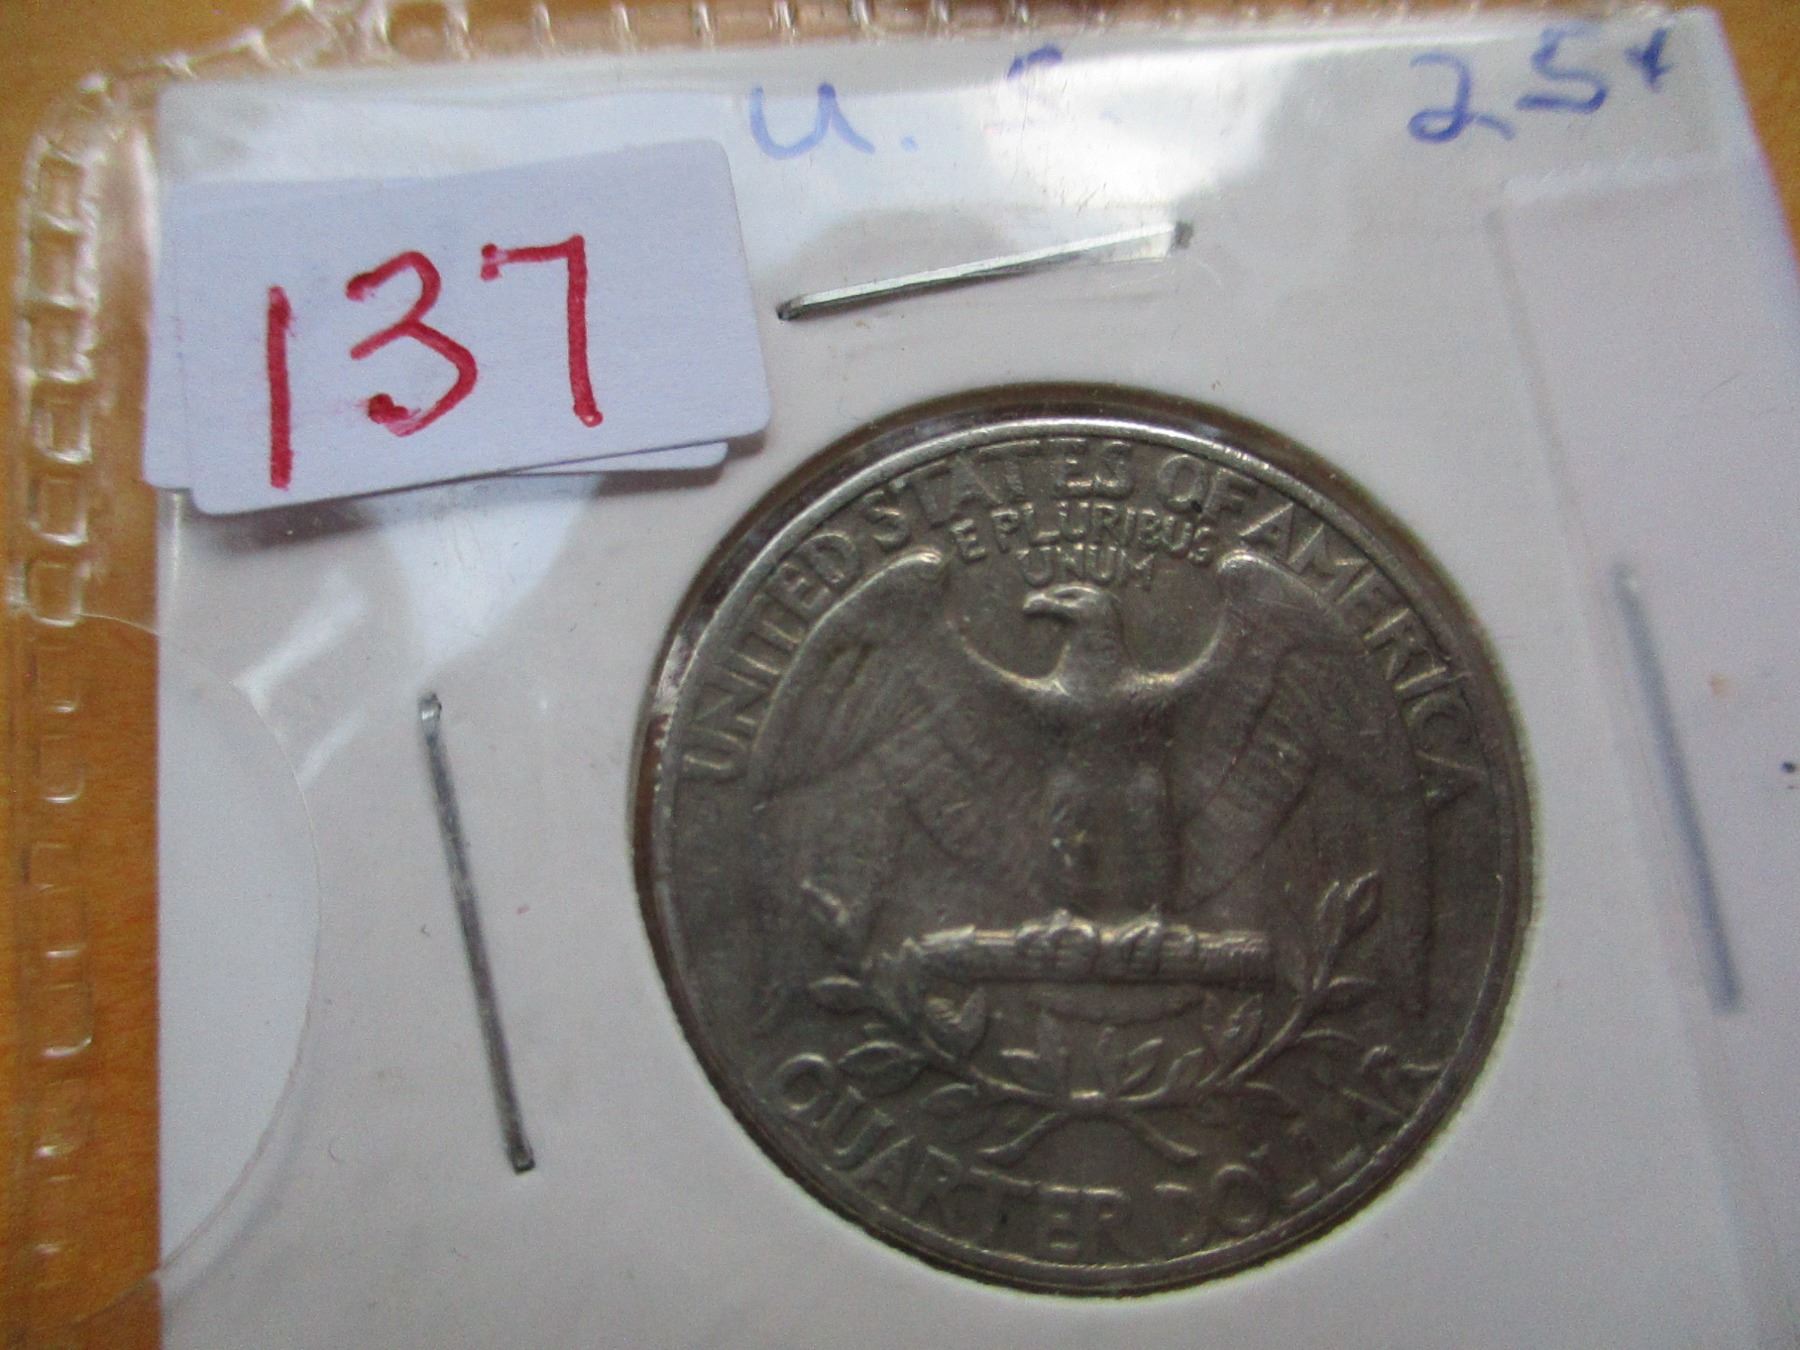 U. S. 25¢
137
UNITED STATES OF AMERICA
E PLURIBUS
UNUM
QUARTER DOLLAR